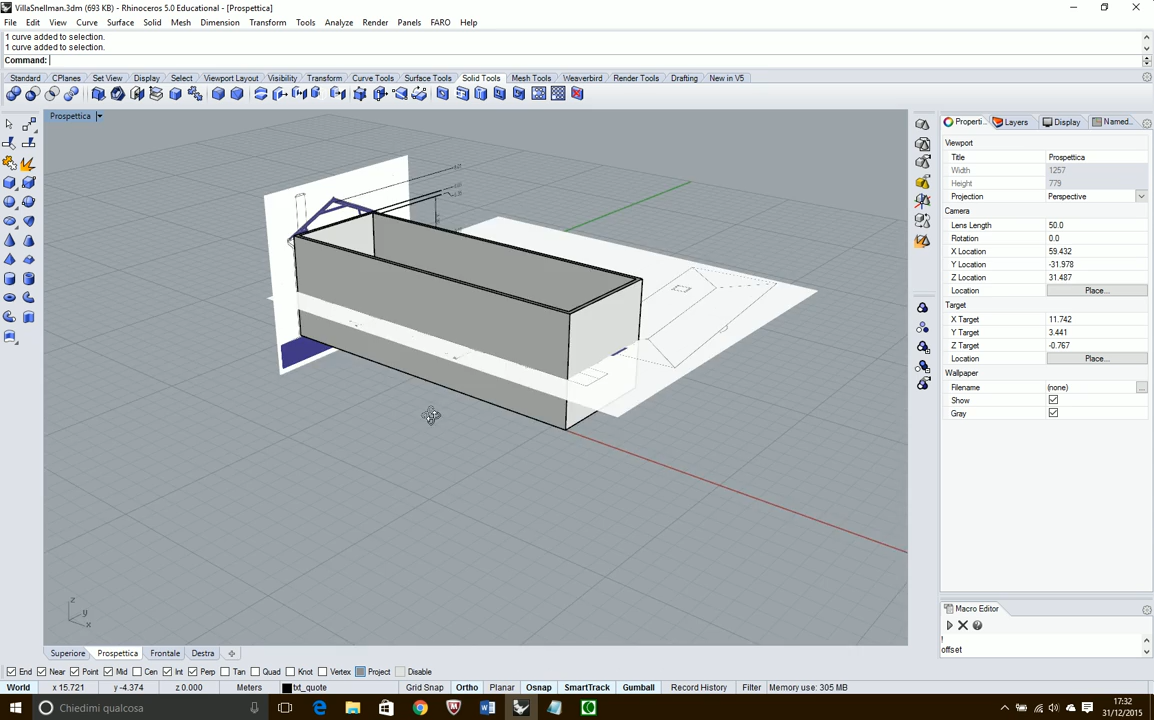 VillaSnellman.3dm (693 KB) - Rhinoceros 5.0 Educational - [Prospettica]
File Edit View Curve Surface Solid Mesh Dimension Transform Tools Analyze Render Panels FARO Help
1 curve added to selection.
1 curve added to selection.
Command:
Standard CPlanes Set View Display Select Viewport Layout Visibility Transform Curve Tools Surface Tools Solid Tools Mesh Tools Weaverbird Render Tools Drafting New in V5
Prospettica
Properti... Layers Display Named...
Viewport
Title Prospettica
Width 1257
Height 779
Projection Perspective
Camera
Lens Length 50.0
Rotation 0.0
X Location 59.432
Y Location -31.978
Z Location 31.487
Location Place...
Target
X Target 11.742
Y Target 3.441
Z Target -0.767
Location Place...
Wallpaper
Filename (none) ...
Show
Gray
z
y
x
Macro Editor
!
offset
Superiore Prospettica Frontale Destra
End Near Point Mid Cen Int Perp Tan Quad Knot Vertex Project Disable
World x 15.721 y -4.374 z 0.000 Meters txt_quote Grid Snap Ortho Planar Osnap SmartTrack Gumball Record History Filter Memory use: 305 MB
Chiedimi qualcosa
17:32
31/12/2015